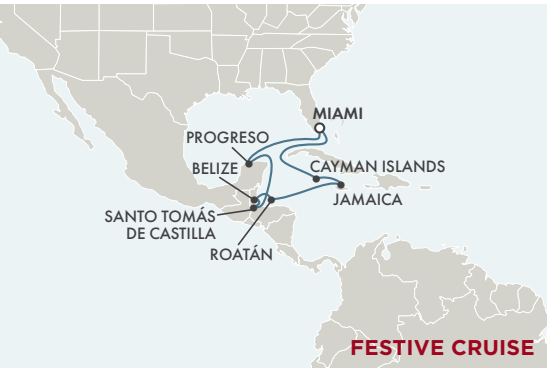 MIAMI
PROGRESO
BELIZE
CAYMAN ISLANDS
JAMAICA
SANTO TOMÁS
DE CASTILLA
ROATÁN
FESTIVE CRUISE